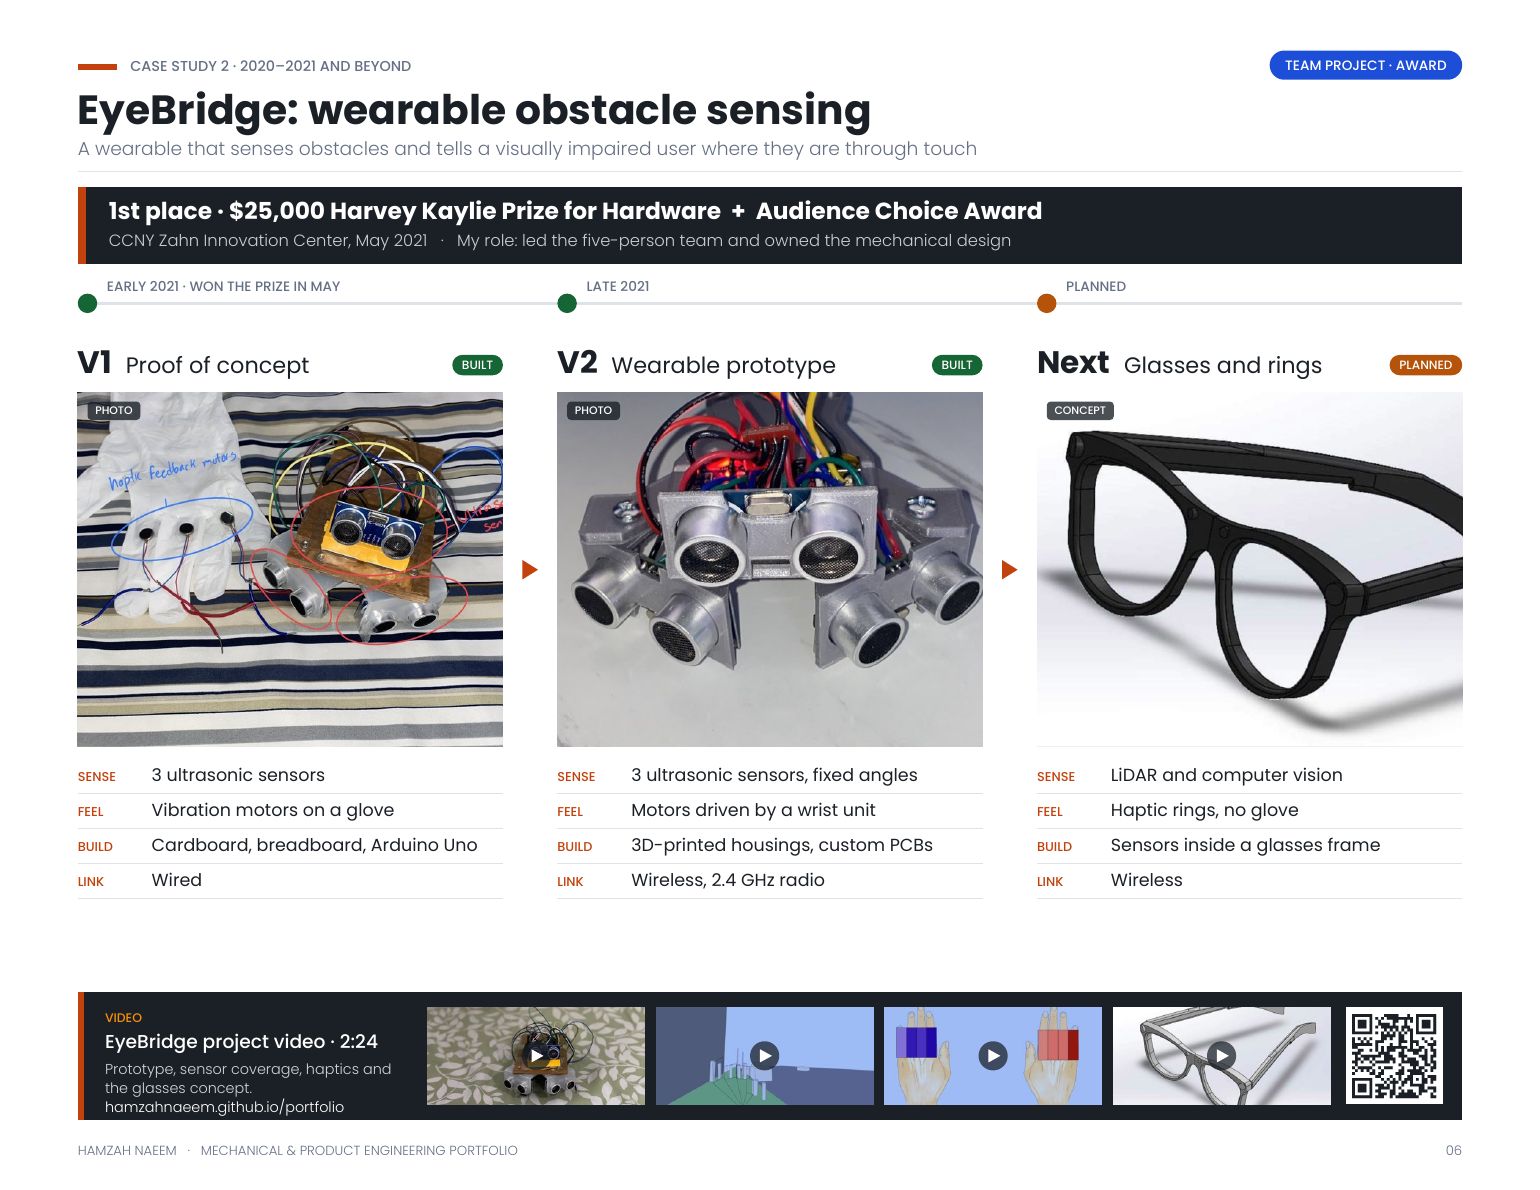 CASE STUDY 2 · 2020–2021 AND BEYOND
TEAM PROJECT · AWARD
EyeBridge: wearable obstacle sensing
A wearable that senses obstacles and tells a visually impaired user where they are through touch
1st place · $25,000 Harvey Kaylie Prize for Hardware + Audience Choice Award
CCNY Zahn Innovation Center, May 2021 · My role: led the five-person team and owned the mechanical design
EARLY 2021 · WON THE PRIZE IN MAY
LATE 2021
PLANNED
V1 Proof of concept
BUILT
PHOTO
haptic feedback motors
SENSE 3 ultrasonic sensors
FEEL Vibration motors on a glove
BUILD Cardboard, breadboard, Arduino Uno
LINK Wired
V2 Wearable prototype
BUILT
PHOTO
SENSE 3 ultrasonic sensors, fixed angles
FEEL Motors driven by a wrist unit
BUILD 3D-printed housings, custom PCBs
LINK Wireless, 2.4 GHz radio
Next Glasses and rings
PLANNED
CONCEPT
SENSE LiDAR and computer vision
FEEL Haptic rings, no glove
BUILD Sensors inside a glasses frame
LINK Wireless
VIDEO
EyeBridge project video · 2:24
Prototype, sensor coverage, haptics and
the glasses concept.
hamzahnaeem.github.io/portfolio
HAMZAH NAEEM · MECHANICAL & PRODUCT ENGINEERING PORTFOLIO
06